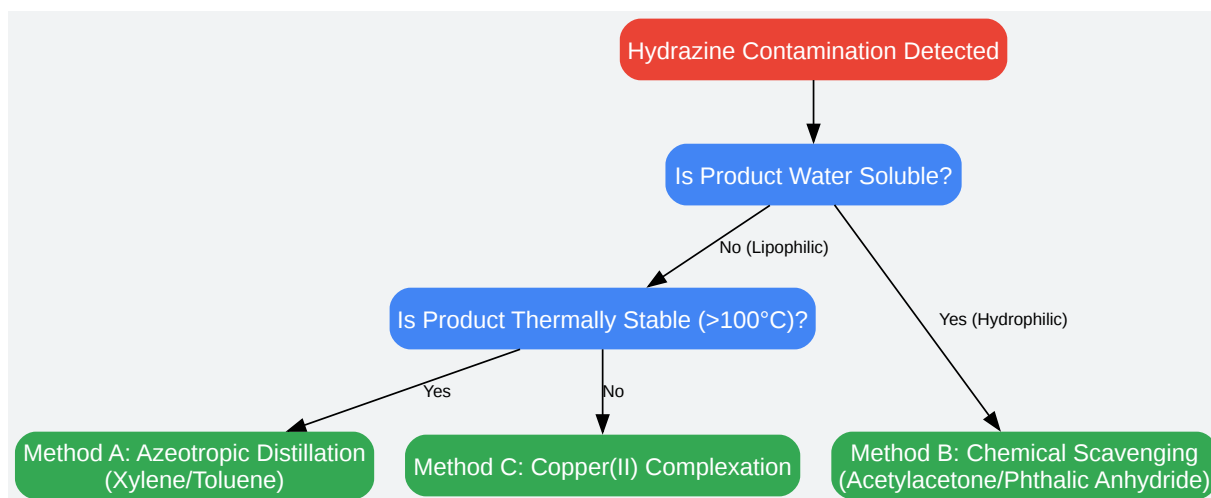 Hydrazine Contamination Detected
Is Product Water Soluble?
No (Lipophilic)
Is Product Thermally Stable (>100°C)?
Yes (Hydrophilic)
Yes
No
Method A: Azeotropic Distillation
(Xylene/Toluene)
Method C: Copper(II) Complexation
Method B: Chemical Scavenging
(Acetylacetone/Phthalic Anhydride)